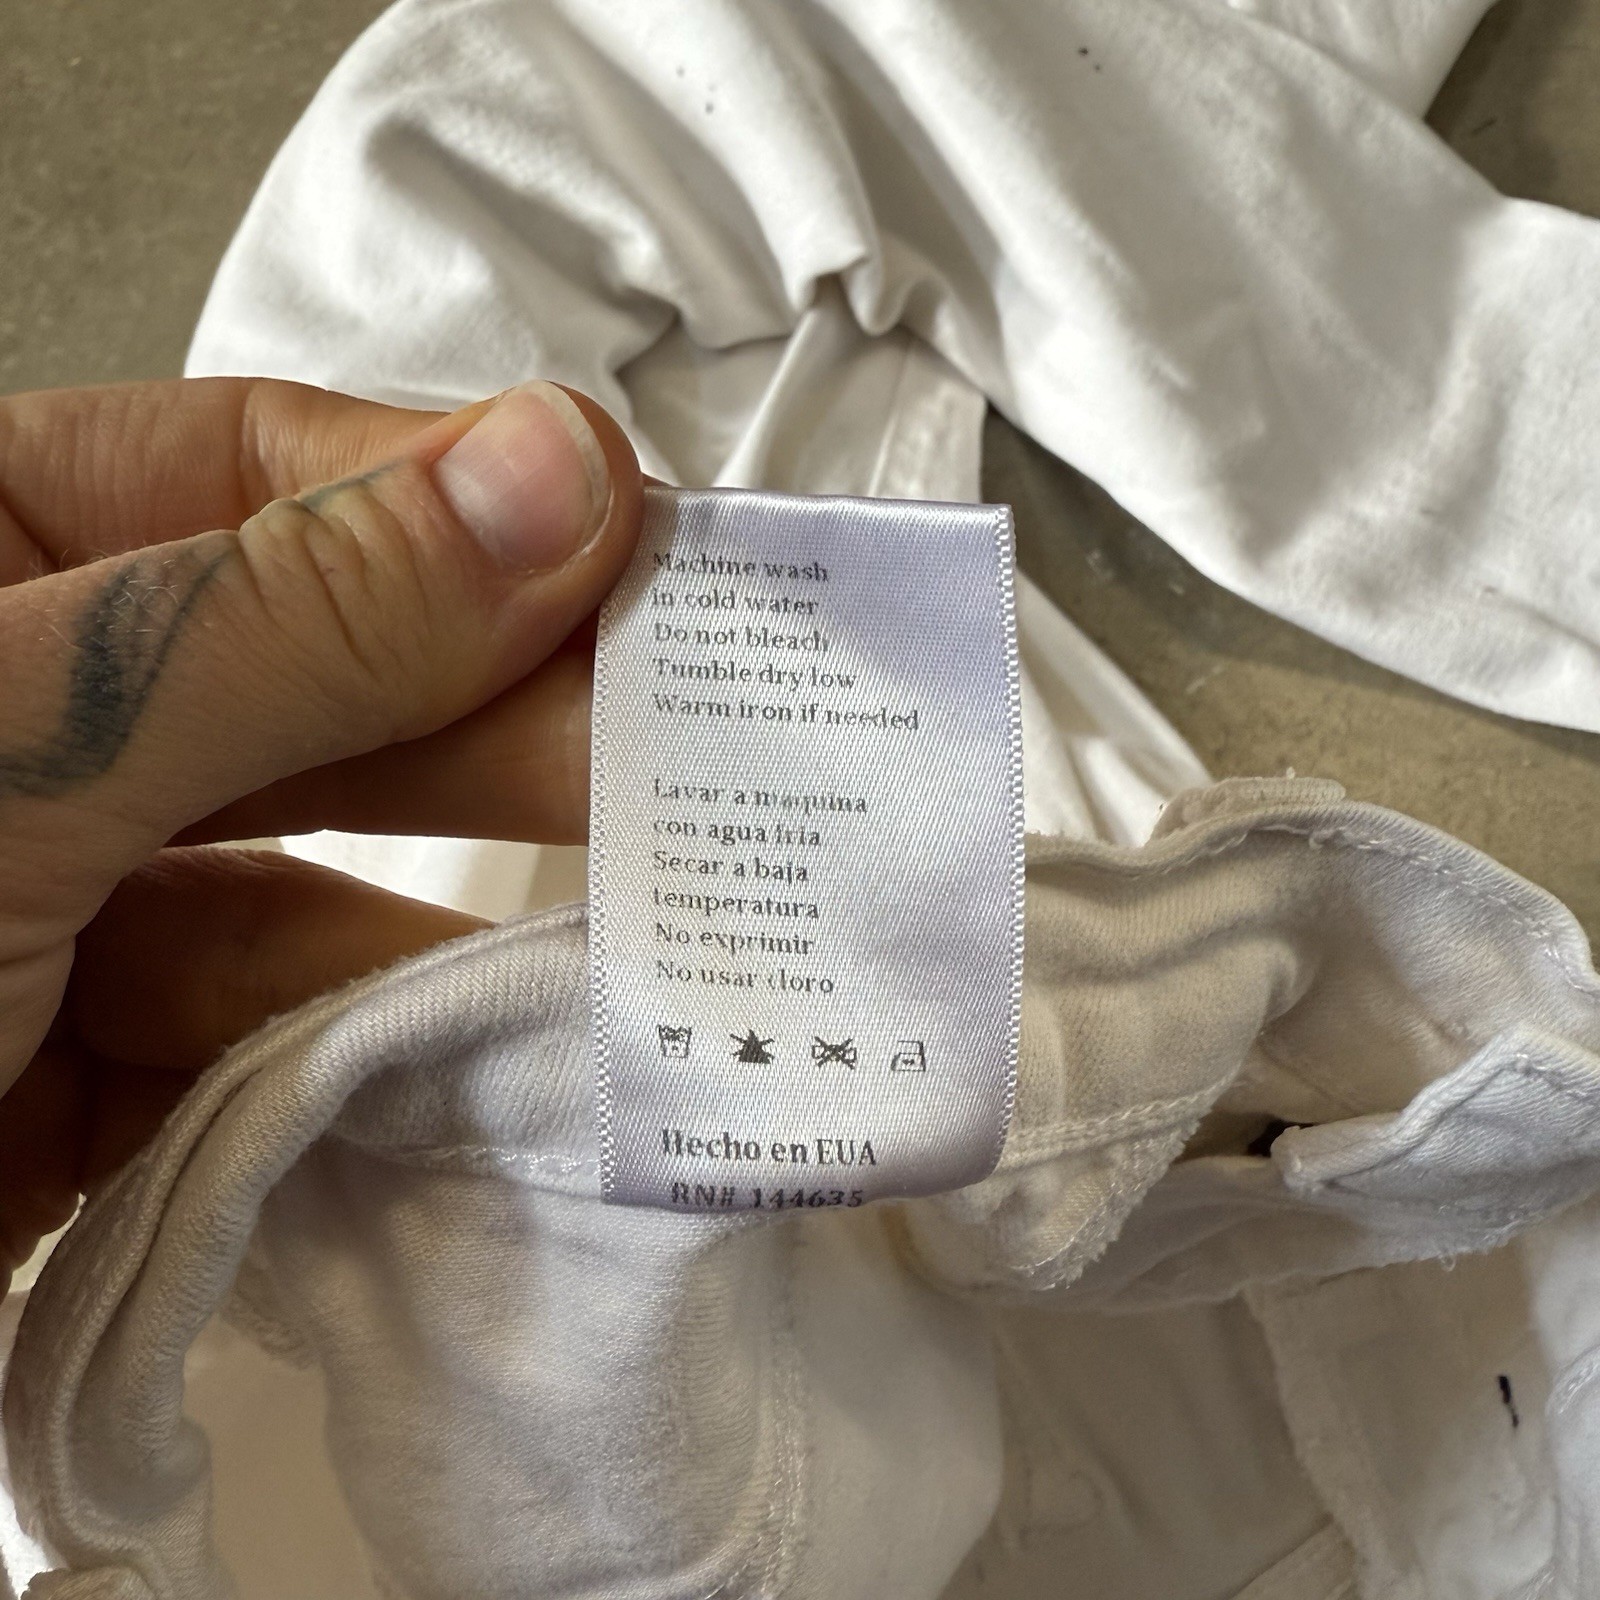 Machine wash
in cold water
Do not bleach
Tumble dry low
Warm iron if needed
Lavar a maquina
con agua fria
Secar a baja
temperatura
No exprimir
No usar cloro
Hecho en EUA
RN# 144635